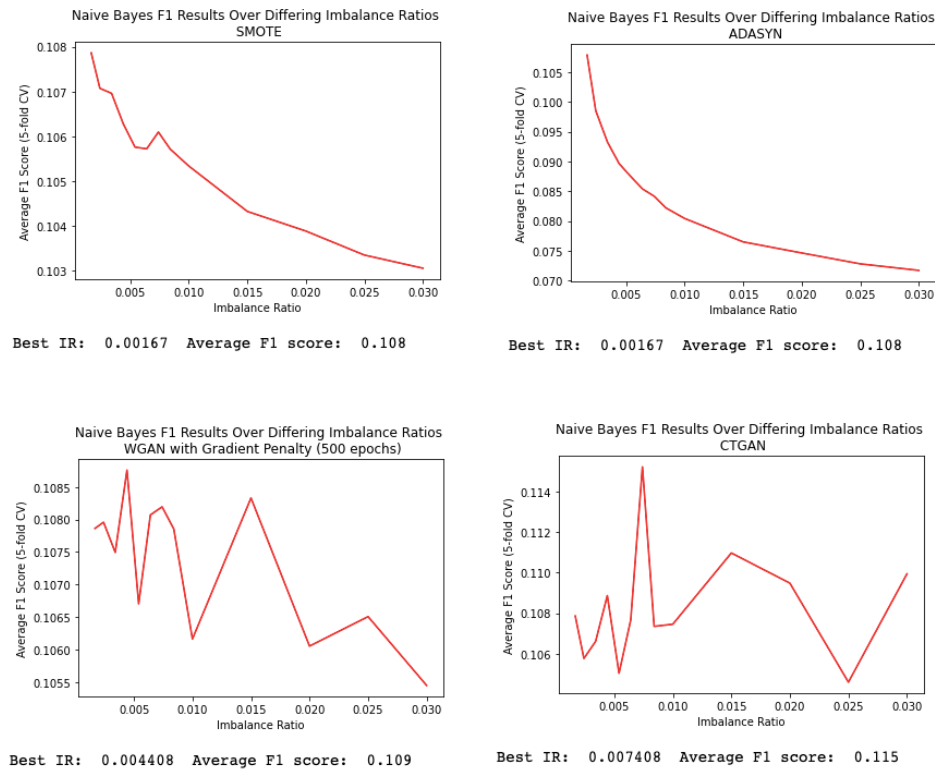 Naive Bayes F1 Results Over Differing Imbalance Ratios
SMOTE
0.108
0.107
0.106
0.105
0.104
0.103
Average F1 Score (5-fold CV)
0.005 0.010 0.015 0.020 0.025 0.030
Imbalance Ratio
Best IR: 0.00167 Average F1 score: 0.108
Naive Bayes F1 Results Over Differing Imbalance Ratios
ADASYN
0.105
0.100
0.095
0.090
0.085
0.080
0.075
0.070
Average F1 Score (5-fold CV)
0.005 0.010 0.015 0.020 0.025 0.030
Imbalance Ratio
Best IR: 0.00167 Average F1 score: 0.108
Naive Bayes F1 Results Over Differing Imbalance Ratios
WGAN with Gradient Penalty (500 epochs)
0.1085
0.1080
0.1075
0.1070
0.1065
0.1060
0.1055
Average F1 Score (5-fold CV)
0.005 0.010 0.015 0.020 0.025 0.030
Imbalance Ratio
Best IR: 0.004408 Average F1 score: 0.109
Naive Bayes F1 Results Over Differing Imbalance Ratios
CTGAN
0.114
0.112
0.110
0.108
0.106
Average F1 Score (5-fold CV)
0.005 0.010 0.015 0.020 0.025 0.030
Imbalance Ratio
Best IR: 0.007408 Average F1 score: 0.115